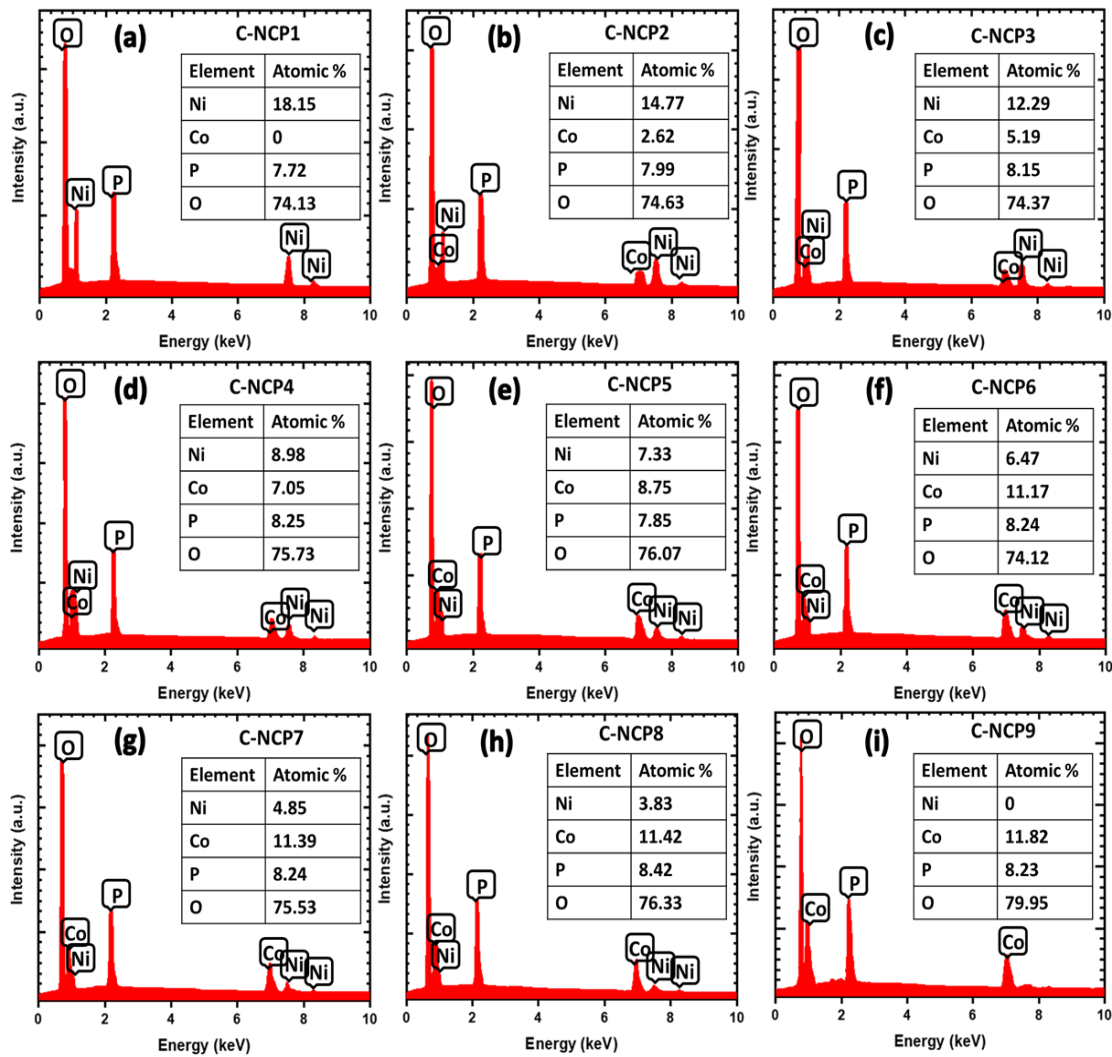 (a) C-NCP1
Element Atomic %
Ni 18.15
Co 0
P 7.72
O 74.13
O
Ni
P
Ni
Ni
Intensity (a.u.)
0 2 4 6 8 10
Energy (keV)
(b) C-NCP2
Element Atomic %
Ni 14.77
Co 2.62
P 7.99
O 74.63
O
Ni
Co
P
Co
Ni
Ni
Intensity (a.u.)
0 2 4 6 8 10
Energy (keV)
(c) C-NCP3
Element Atomic %
Ni 12.29
Co 5.19
P 8.15
O 74.37
O
Ni
Co
P
Co
Ni
Ni
Intensity (a.u.)
0 2 4 6 8 10
Energy (keV)
(d) C-NCP4
Element Atomic %
Ni 8.98
Co 7.05
P 8.25
O 75.73
O
Ni
Co
P
Co
Ni
Ni
Intensity (a.u.)
0 2 4 6 8 10
Energy (keV)
(e) C-NCP5
Element Atomic %
Ni 7.33
Co 8.75
P 7.85
O 76.07
O
Co
Ni
P
Co
Ni
Ni
Intensity (a.u.)
0 2 4 6 8 10
Energy (keV)
(f) C-NCP6
Element Atomic %
Ni 6.47
Co 11.17
P 8.24
O 74.12
O
Co
Ni
P
Co
Ni
Ni
Intensity (a.u.)
0 2 4 6 8 10
Energy (keV)
(g) C-NCP7
Element Atomic %
Ni 4.85
Co 11.39
P 8.24
O 75.53
O
Co
Ni
P
Co
Ni
Ni
Intensity (a.u.)
0 2 4 6 8 10
Energy (keV)
(h) C-NCP8
Element Atomic %
Ni 3.83
Co 11.42
P 8.42
O 76.33
O
Co
Ni
P
Co
Ni
Ni
Intensity (a.u.)
0 2 4 6 8 10
Energy (keV)
(i) C-NCP9
Element Atomic %
Ni 0
Co 11.82
P 8.23
O 79.95
O
Co
P
Co
Intensity (a.u.)
0 2 4 6 8 10
Energy (keV)